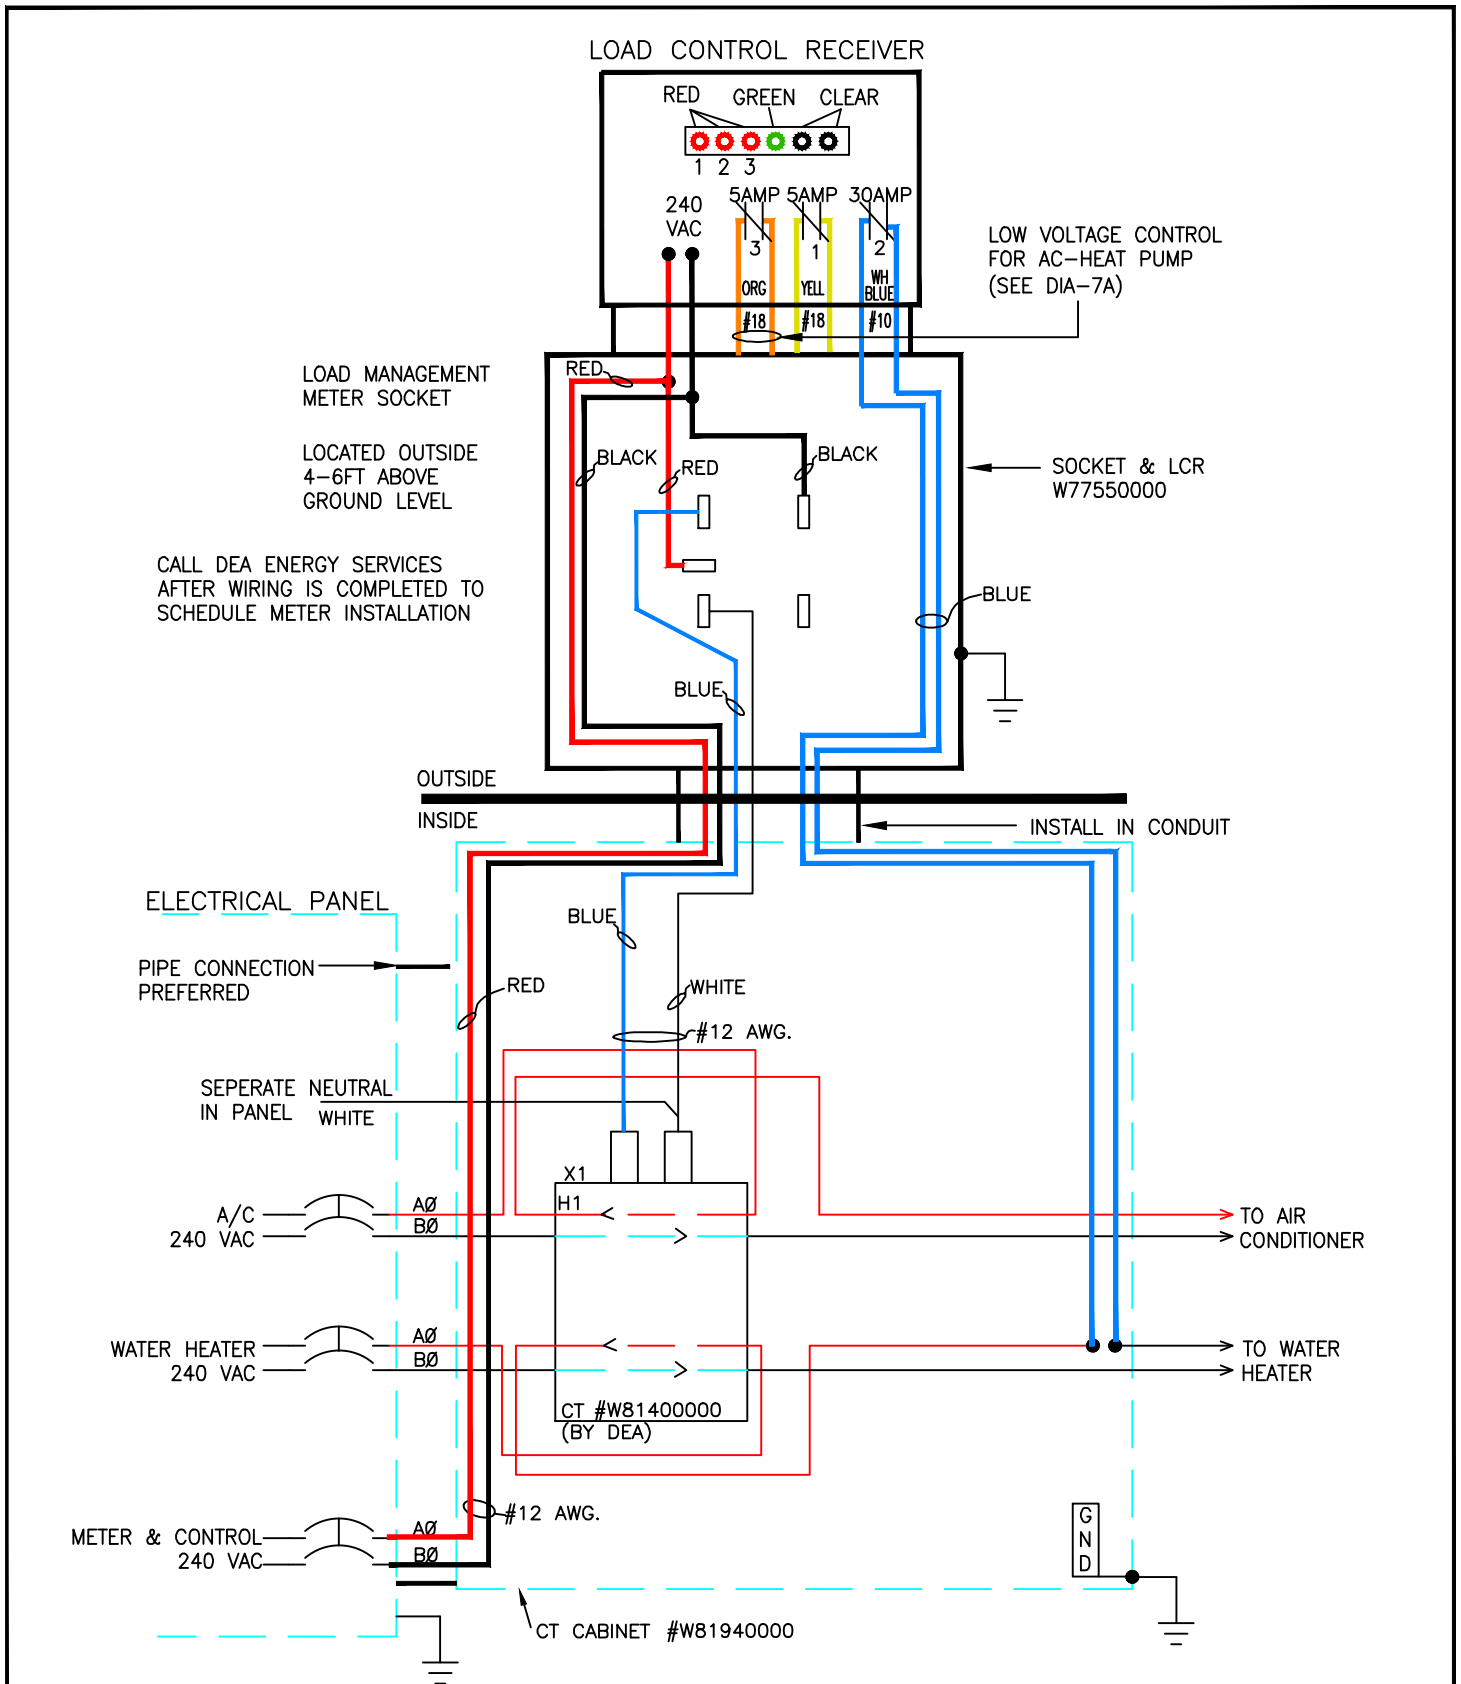 LOAD CONTROL RECEIVER
RED GREEN CLEAR
1 2 3
5AMP 5AMP 30AMP
240
VAC
3 1 2
ORG YELL WH
BLUE
#18 #18 #10
LOW VOLTAGE CONTROL
FOR AC-HEAT PUMP
(SEE DIA-7A)
LOAD MANAGEMENT
METER SOCKET
RED
LOCATED OUTSIDE
4-6FT ABOVE
GROUND LEVEL
BLACK
RED
BLACK
SOCKET & LCR
W77550000
CALL DEA ENERGY SERVICES
AFTER WIRING IS COMPLETED TO
SCHEDULE METER INSTALLATION
BLUE
BLUE
OUTSIDE
INSIDE
INSTALL IN CONDUIT
ELECTRICAL PANEL
BLUE
PIPE CONNECTION
PREFERRED
RED
WHITE
#12 AWG.
SEPERATE NEUTRAL
IN PANEL WHITE
X1
H1
A/C
240 VAC
AØ
BØ
TO AIR
CONDITIONER
WATER HEATER
240 VAC
AØ
BØ
TO WATER
HEATER
CT #W81400000
(BY DEA)
METER & CONTROL
240 VAC
AØ
BØ
#12 AWG.
GND
CT CABINET #W81940000